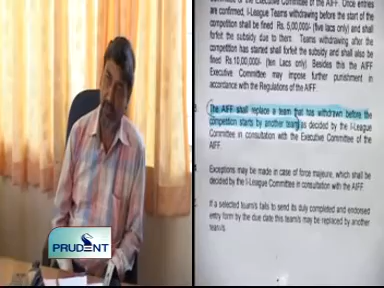 committee of the Executive Committee of the AIFF. Once entries
are confirmed, I-League Teams withdrawing before the start of the
competition shall be fined Rs. 5,00,000/- (five lacs only) and shall
forfeit the subsidy due to them. Teams withdrawing after the
competition has started shall forfeit the subsidy and shall also be
fined Rs.10,00,000/- (ten Lacs only). Besides this the AIFF
Executive Committee may impose further punishment in
accordance with the Regulations of the AIFF.
The AIFF shall replace a team that has withdrawn before the
competition starts by another team as decided by the I-League
Committee in consultation with the Executive Committee of the
AIFF.
Exceptions may be made in case of force majeure, which shall be
decided by the I-League Committee in consultation with the AIFF.
If a selected team/s fails to send its duly completed and endorsed
entry form by the due date this team/s may be replaced by another
team/s
PRUDENT